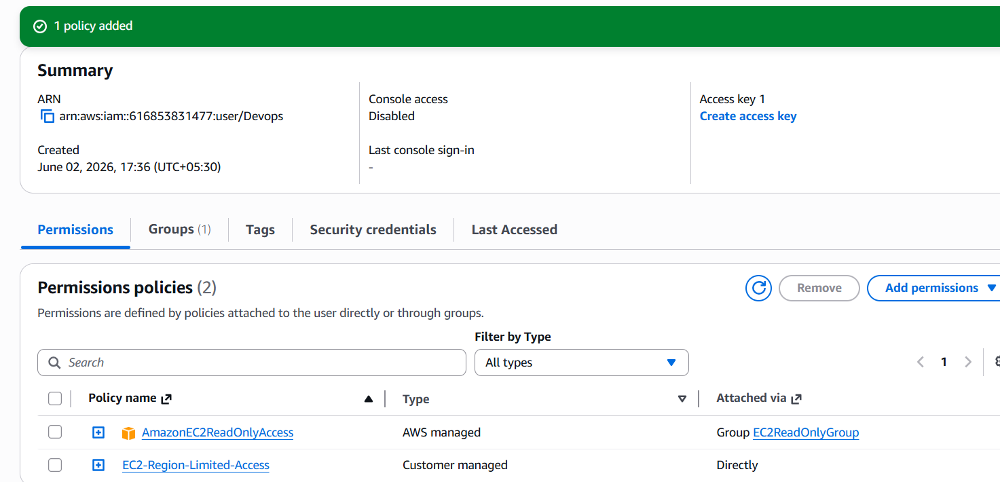 1 policy added
Summary
ARN
arn:aws:iam::616853831477:user/Devops
Created
June 02, 2026, 17:36 (UTC+05:30)
Console access
Disabled
Last console sign-in
-
Access key 1
Create access key
Permissions
Groups (1)
Tags
Security credentials
Last Accessed
Permissions policies (2)
Remove
Add permissions
Permissions are defined by policies attached to the user directly or through groups.
Filter by Type
Search
All types
1
Policy name
Type
Attached via
AmazonEC2ReadOnlyAccess
AWS managed
Group EC2ReadOnlyGroup
EC2-Region-Limited-Access
Customer managed
Directly